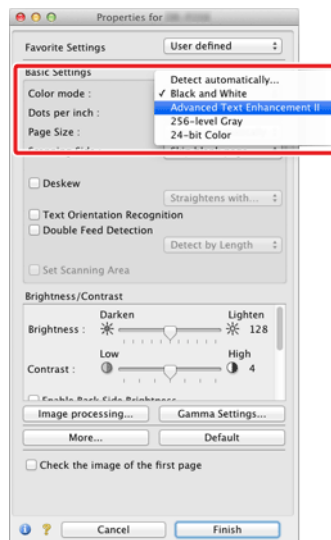 Properties for
Favorite Settings User defined
Basic Settings
Color mode :
Detect automatically...
✓ Black and White
Advanced Text Enhancement II
256-level Gray
24-bit Color
Dots per inch :
Page Size :
Deskew
Straightens with...
Text Orientation Recognition
Double Feed Detection
Detect by Length
Set Scanning Area
Brightness/Contrast
Darken Lighten
Brightness : 128
Low High
Contrast : 4
Enable Back Side Brightness
Image processing... Gamma Settings...
More... Default
Check the image of the first page
? Cancel Finish